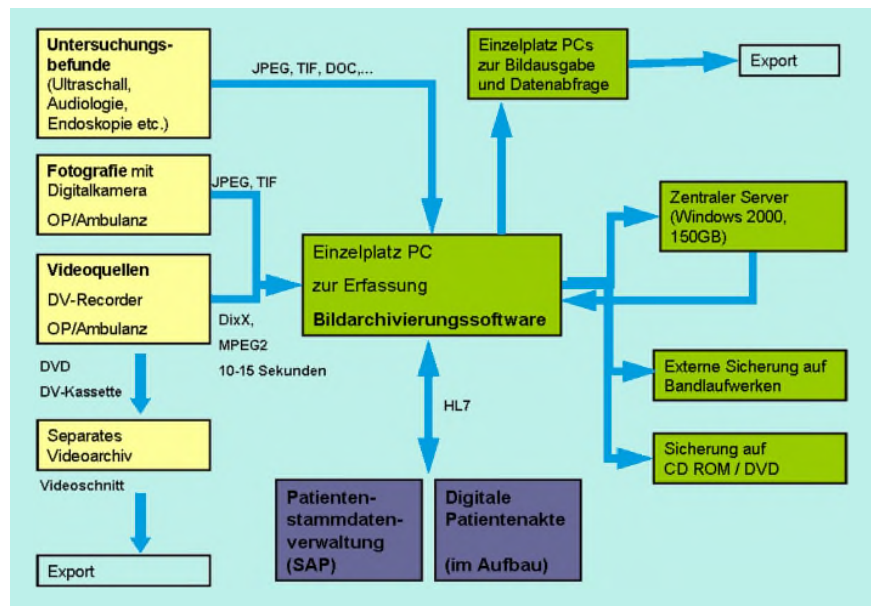 Untersuchungs-
befunde
(Ultraschall,
Audiologie,
Endoskopie etc.)
JPEG, TIF, DOC,...
Einzelplatz PCs
zur Bildausgabe
und Datenabfrage
Export
Fotografie mit
Digitalkamera
OP/Ambulanz
JPEG, TIF
Zentraler Server
(Windows 2000,
150GB)
Videoquellen
DV-Recorder
OP/Ambulanz
Einzelplatz PC
zur Erfassung
Bildarchivierungssoftware
DixX,
MPEG2
10-15 Sekunden
DVD
DV-Kassette
Externe Sicherung auf
Bandlaufwerken
HL7
Separates
Videoarchiv
Sicherung auf
CD ROM / DVD
Videoschnitt
Patienten-
stammdaten-
verwaltung
(SAP)
Digitale
Patientenakte
(im Aufbau)
Export